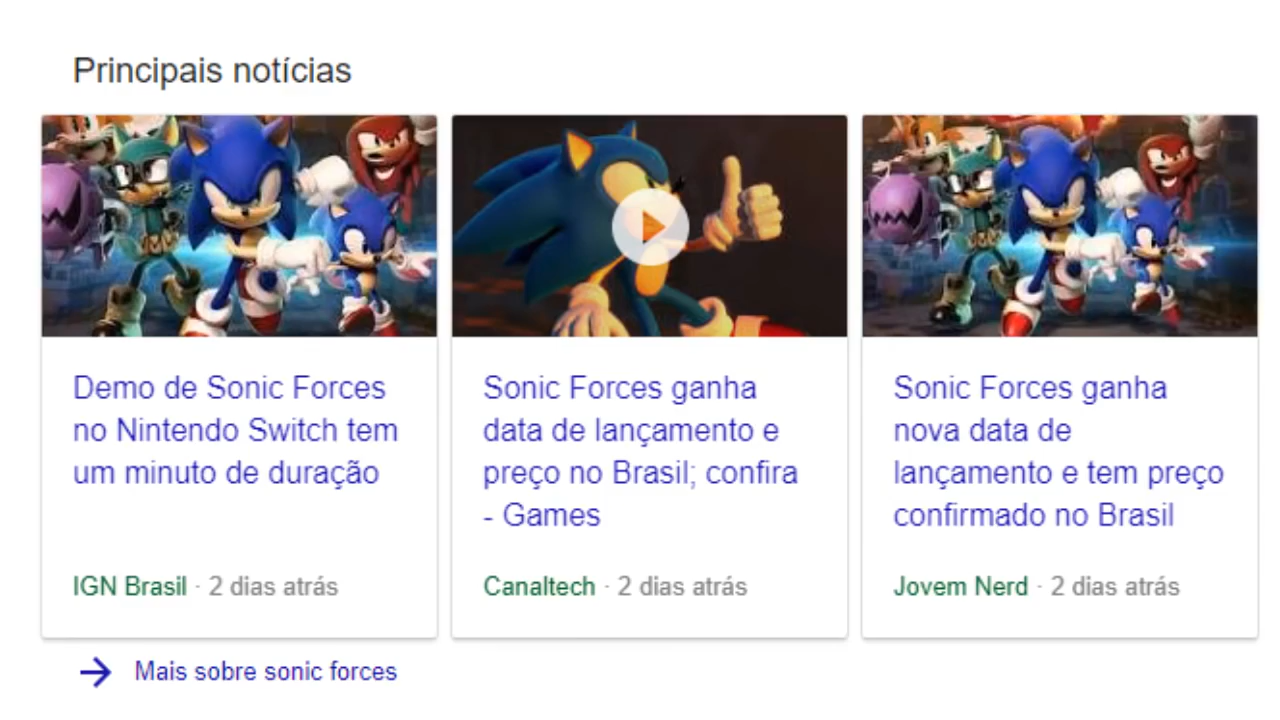 Principais notícias
Demo de Sonic Forces
no Nintendo Switch tem
um minuto de duração
IGN Brasil · 2 dias atrás
Sonic Forces ganha
data de lançamento e
preço no Brasil; confira
- Games
Canaltech · 2 dias atrás
Sonic Forces ganha
nova data de
lançamento e tem preço
confirmado no Brasil
Jovem Nerd · 2 dias atrás
Mais sobre sonic forces